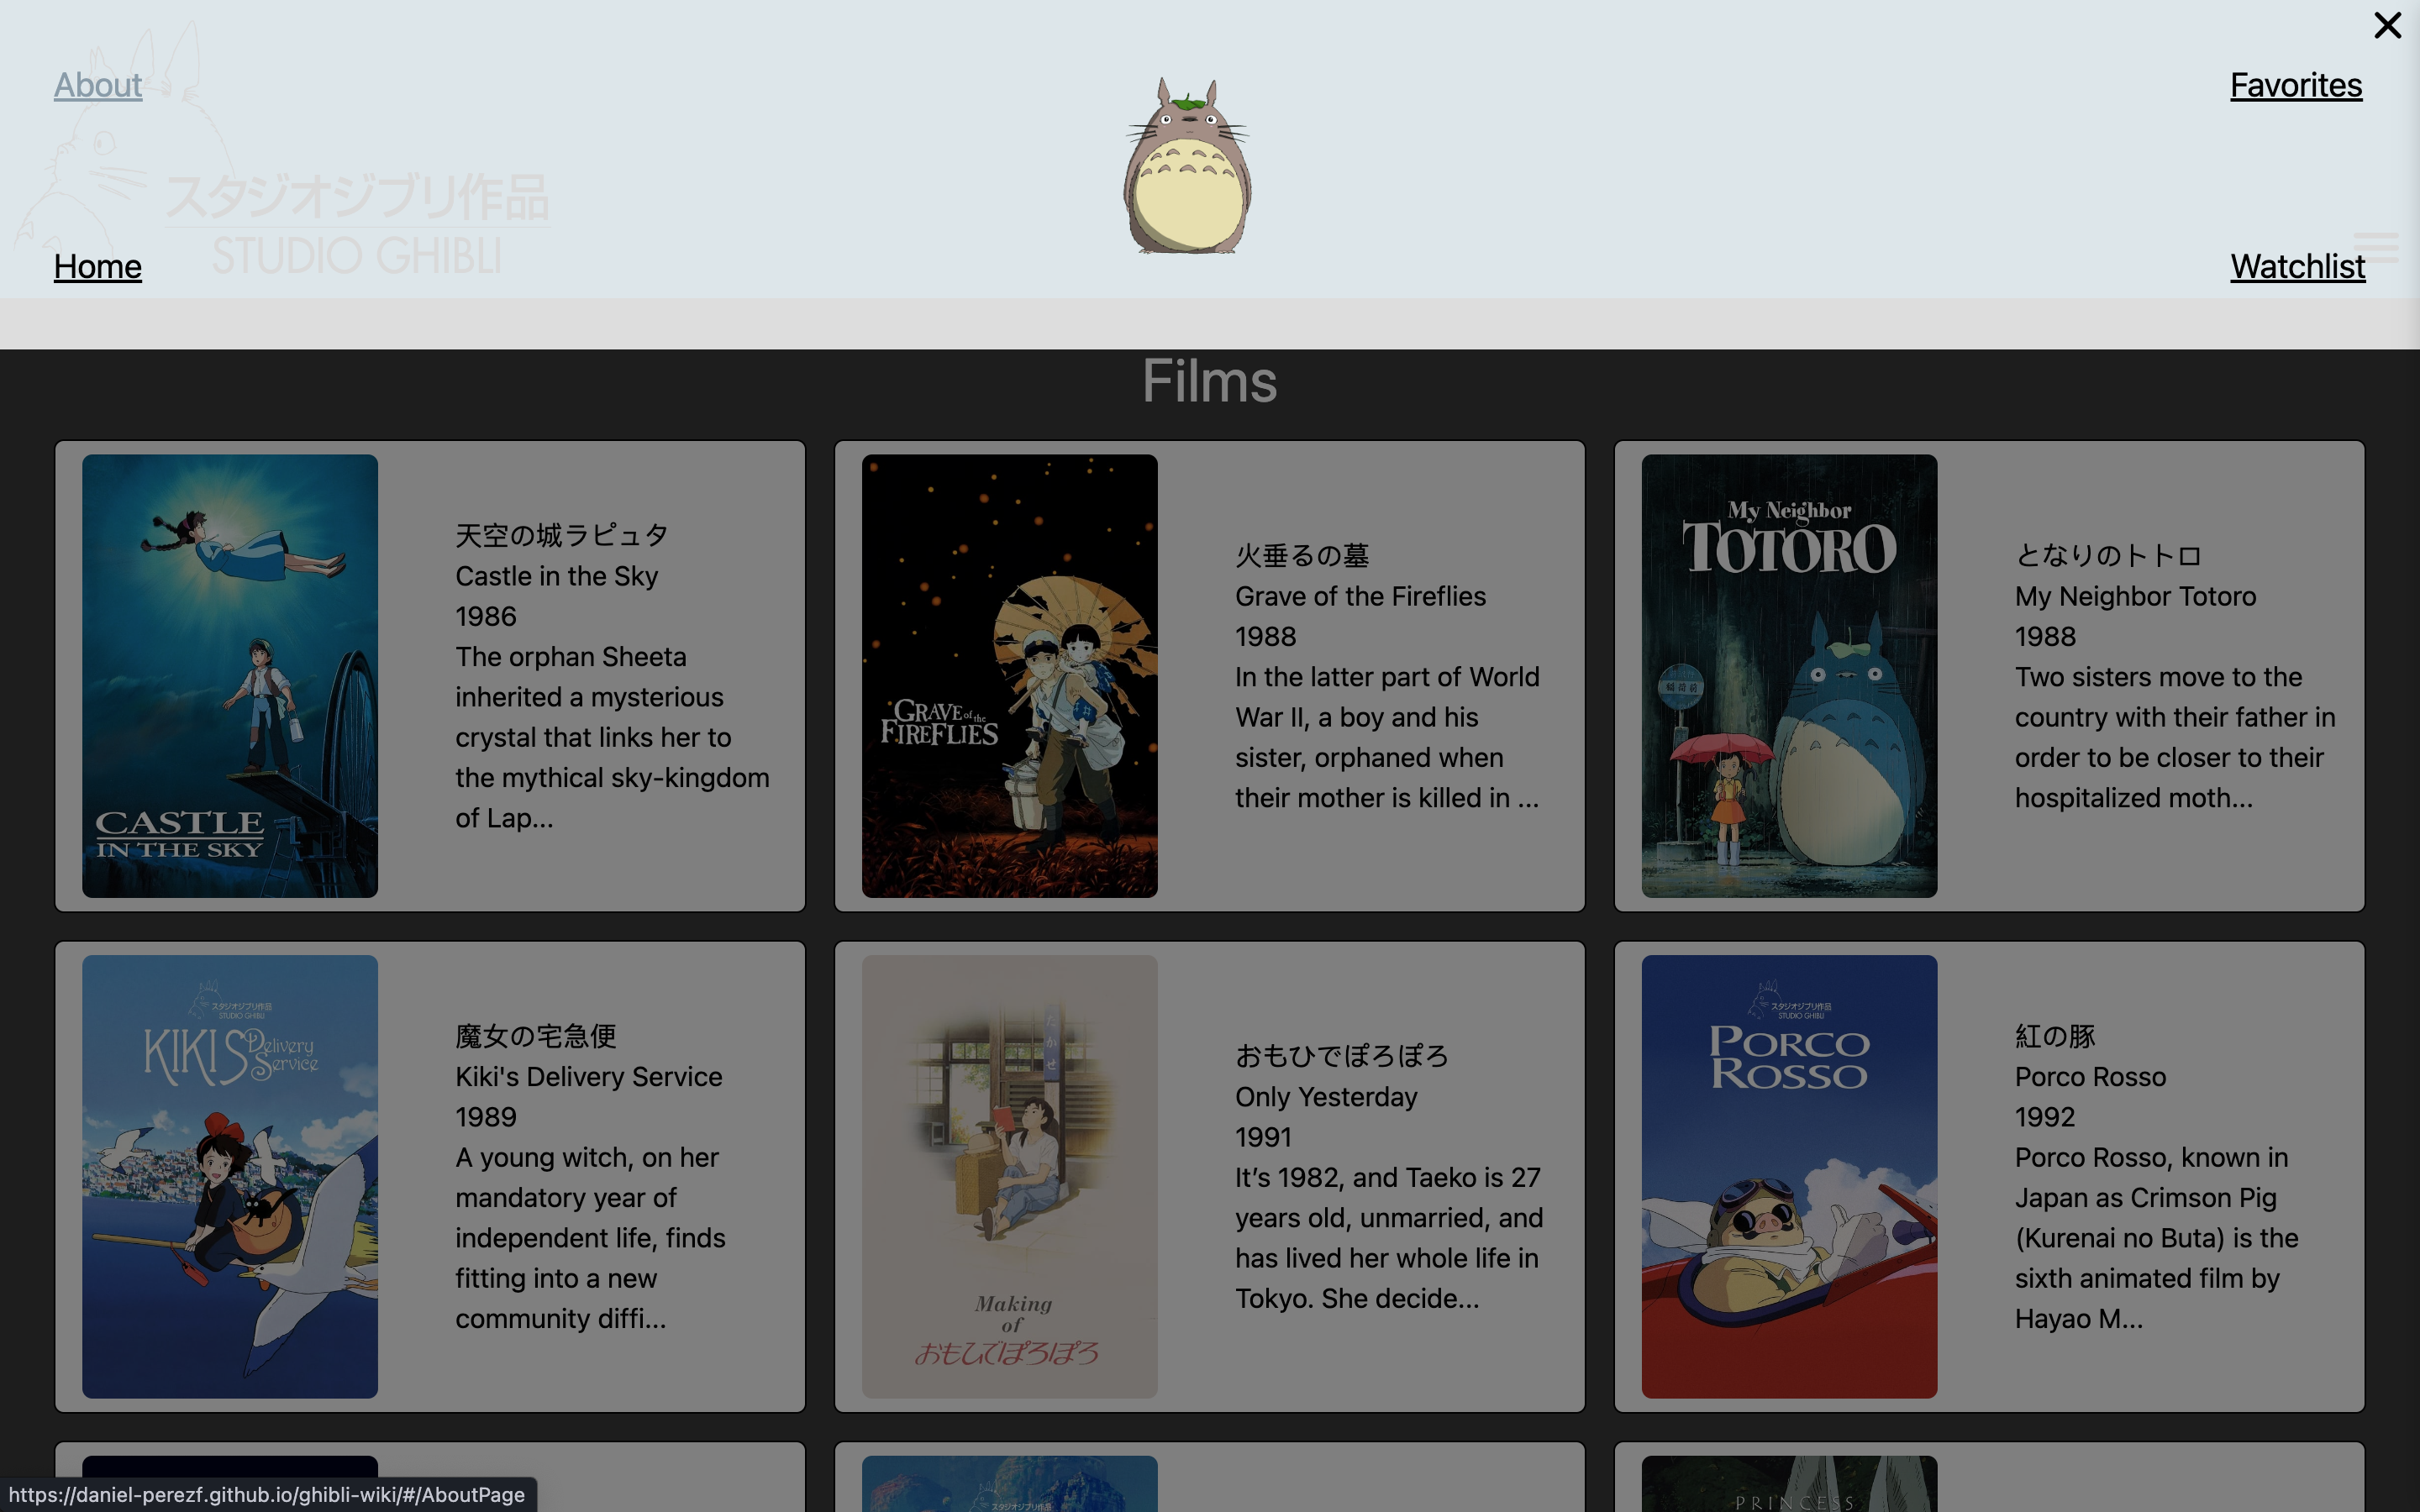 About
Favorites
スタジオジブリ作品
STUDIO GHIBLI
Home
Watchlist
Films
CASTLE
IN THE SKY
天空の城ラピュタ
Castle in the Sky
1986
The orphan Sheeta
inherited a mysterious
crystal that links her to
the mythical sky-kingdom
of Lap...
GRAVE of the
FIREFLIES
火垂るの墓
Grave of the Fireflies
1988
In the latter part of World
War II, a boy and his
sister, orphaned when
their mother is killed in ...
My Neighbor
TOTORO
となりのトトロ
My Neighbor Totoro
1988
Two sisters move to the
country with their father in
order to be closer to their
hospitalized moth...
スタジオジブリ作品
STUDIO GHIBLI
KIKI'S Delivery
Service
魔女の宅急便
Kiki's Delivery Service
1989
A young witch, on her
mandatory year of
independent life, finds
fitting into a new
community diffi...
たかせ
Making
of
おもひでぽろぽろ
おもひでぽろぽろ
Only Yesterday
1991
It’s 1982, and Taeko is 27
years old, unmarried, and
has lived her whole life in
Tokyo. She decide...
スタジオジブリ作品
STUDIO GHIBLI
PORCO
ROSSO
紅の豚
Porco Rosso
1992
Porco Rosso, known in
Japan as Crimson Pig
(Kurenai no Buta) is the
sixth animated film by
Hayao M...
スタジオジブリ作品
PRINCESS
https://daniel-perezf.github.io/ghibli-wiki/#/AboutPage